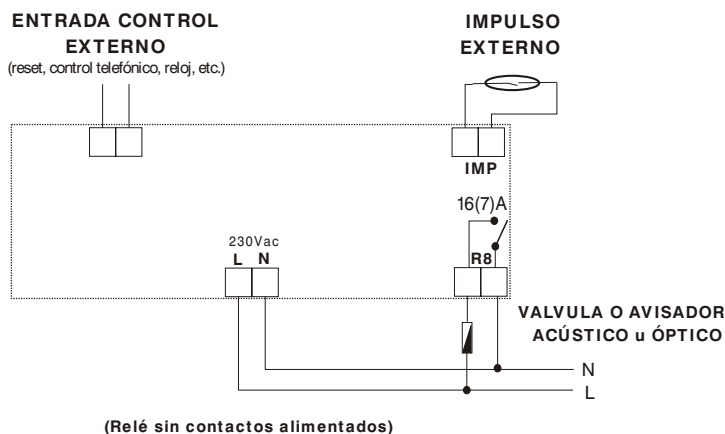 ENTRADA CONTROL
EXTERNO
(reset, control telefónico, reloj, etc.)
IMPULSO
EXTERNO
IMP
16(7)A
230Vac
L N
R8
VALVULA O AVISADOR
ACÚSTICO u ÓPTICO
N
L
(Relé sin contactos alimentados)